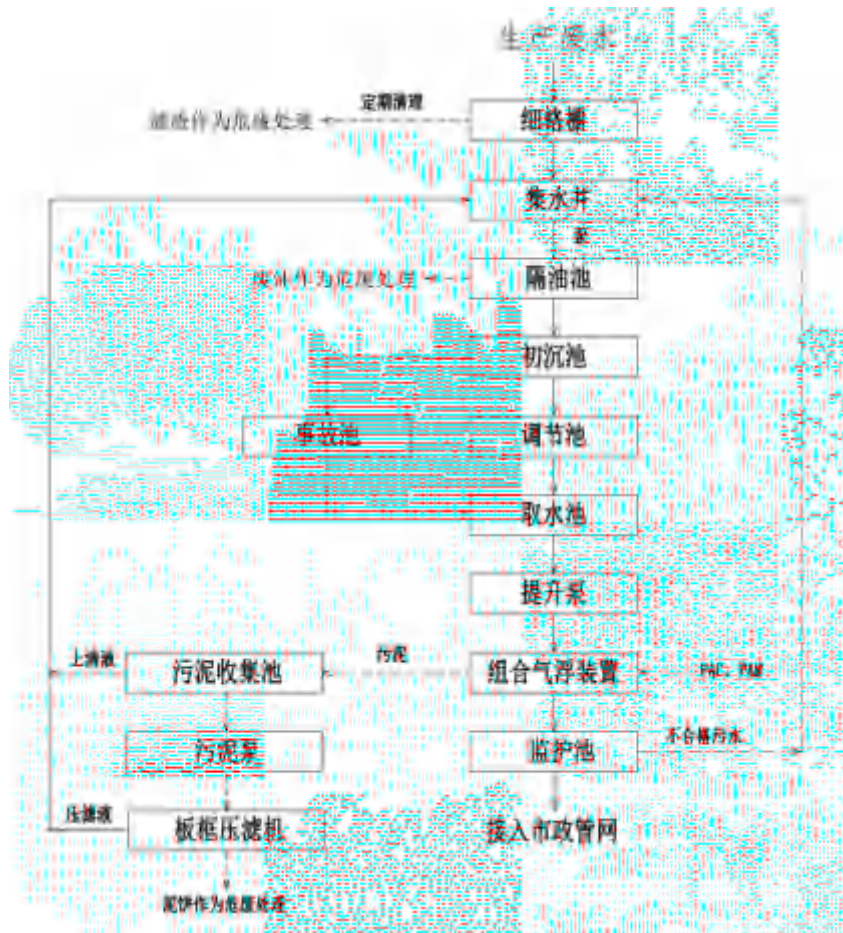 生产废水
定期清理
细格栅
滤渣作为危废处理
集水井
泵
隔油池
废油作为危废处理
初沉池
事故池
调节池
取水池
提升泵
上清液
污泥收集池
污泥
组合气浮装置
PAC、PAM
污泥泵
监护池
不合格污水
压滤液
板框压滤机
接入市政管网
泥饼作为危废处理